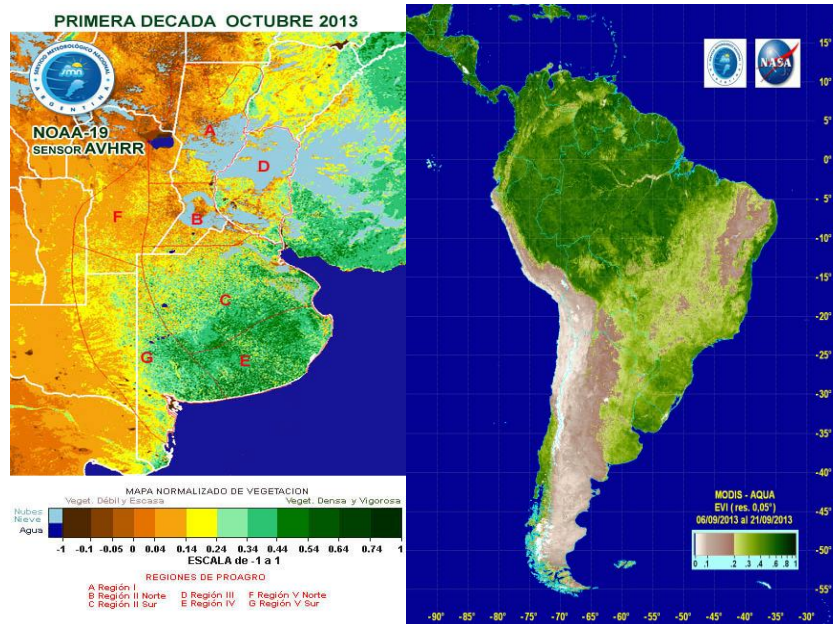 PRIMERA DECADA OCTUBRE 2013
SERVICIO METEOROLÓGICO NACIONAL
smn
ARGENTINA
NOAA-19
SENSOR AVHRR
A
D
B
F
C
G
E
MAPA NORMALIZADO DE VEGETACION
Veget. Débil y Escasa
Veget. Densa y Vigorosa
Nubes
Nieve
Agua
-1 -0.1 -0.05 0 0.04 0.14 0.24 0.34 0.44 0.54 0.64 0.74 1
ESCALA de -1 a 1
REGIONES DE PROAGRO
A Región I
B Región II Norte D Región III F Región V Norte
C Región II Sur E Región IV G Región V Sur
NASA
15°
10°
5°
0°
-5°
-10°
-15°
-20°
-25°
-30°
-35°
-40°
-45°
-50°
-55°
MODIS - AQUA
EVI ( res. 0,05°)
06/09/2013 al 21/09/2013
0 .1 .2 .3 .4 .5 .6 .8 1
-90° -85° -80° -75° -70° -65° -60° -55° -50° -45° -40° -35° -30°